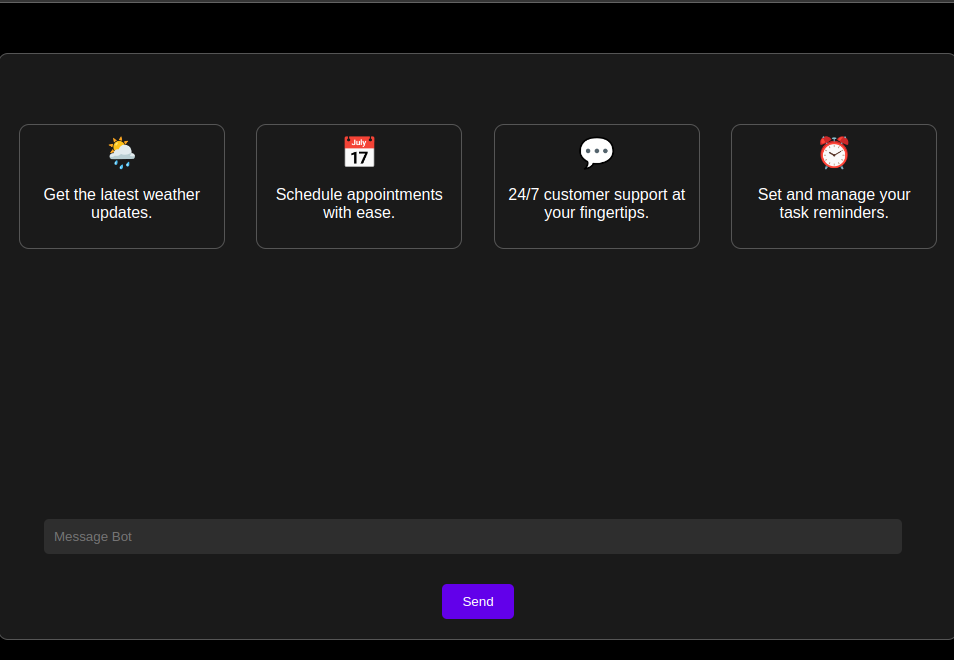 July
17
Get the latest weather
updates.
Schedule appointments
with ease.
24/7 customer support at
your fingertips.
Set and manage your
task reminders.
Message Bot
Send